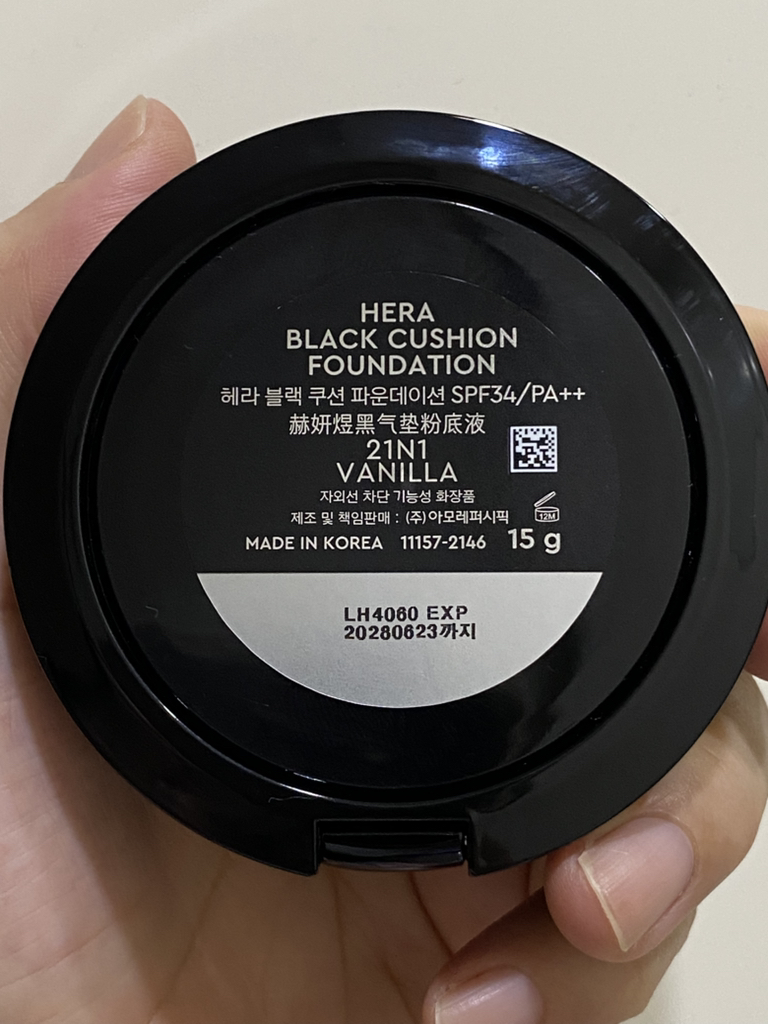 HERA
BLACK CUSHION
FOUNDATION
헤라 블랙 쿠션 파운데이션 SPF34/PA++
赫妍煜黑气垫粉底液
21N1
VANILLA
자외선 차단 기능성 화장품
제조 및 책임판매 : (주)아모레퍼시픽
12M
MADE IN KOREA 11157-2146 15 g
LH4060 EXP
20280623까지